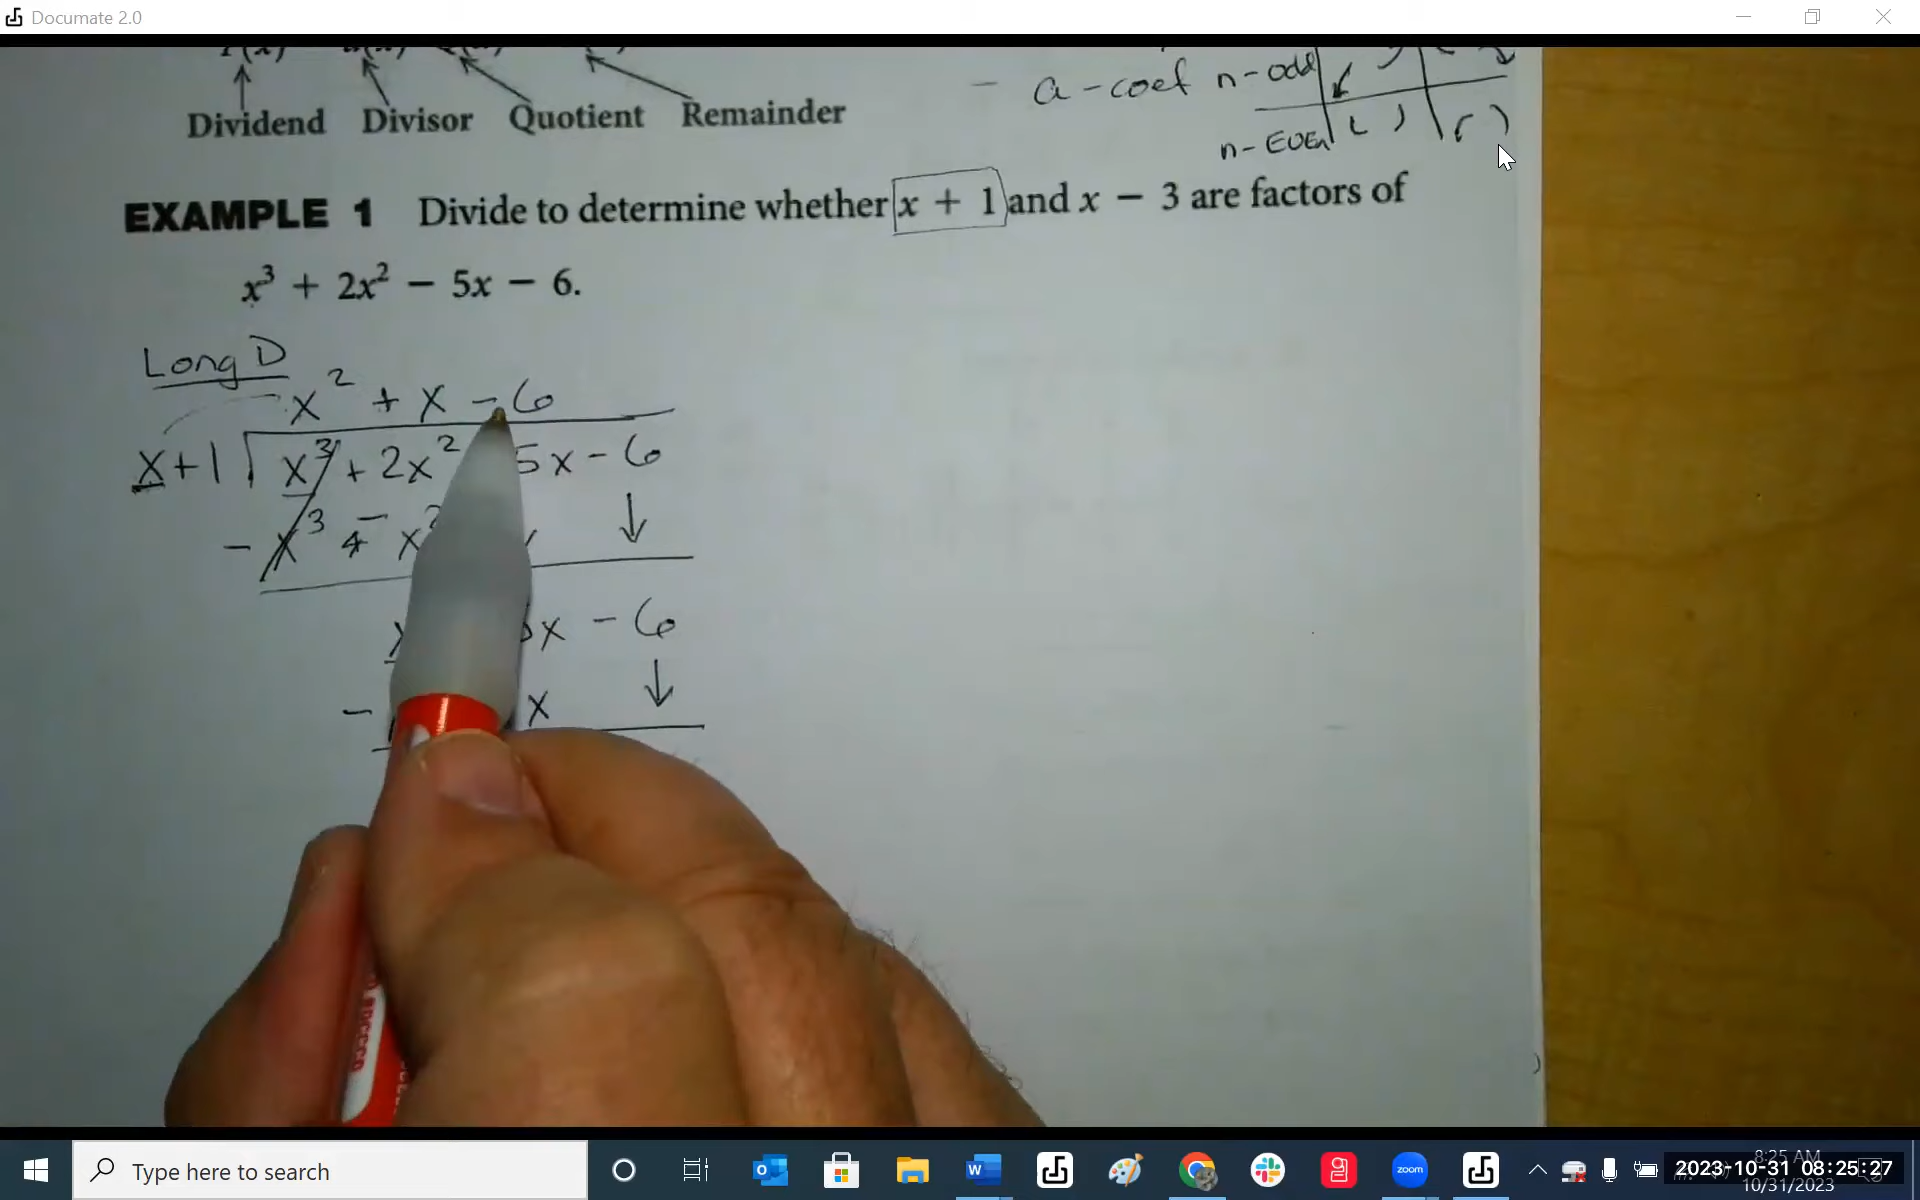 Documate 2.0
Dividend Divisor Quotient Remainder
a - coef n - odd
n - EVEN
EXAMPLE 1 Divide to determine whether x + 1 and x − 3 are factors of
x³ + 2x² − 5x − 6.
Long D
x² + x - 6
x + 1 x³ + 2x² 5x - 6
- x³ + x²
x - 6
- x
Type here to search
8:25 AM
2023-10-31 08:25:27
10/31/2023
zoom